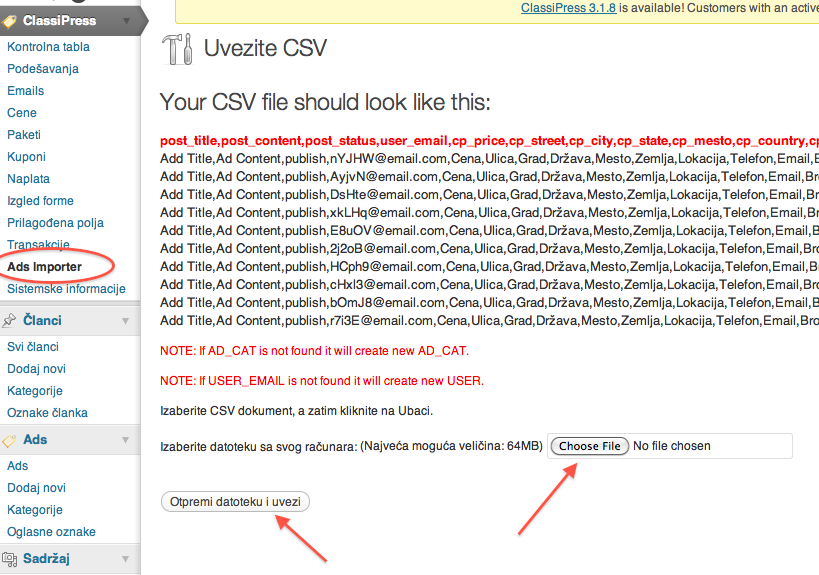 ClassiPress
Kontrolna tabla
Podešavanja
Emails
Cene
Paketi
Kuponi
Naplata
Izgled forme
Prilagođena polja
Transakcije
Ads Importer
Sistemske informacije
Članci
Svi članci
Dodaj novi
Kategorije
Oznake članka
Ads
Ads
Dodaj novi
Kategorije
Oglasne oznake
Sadržaj
ClassiPress 3.1.8 is available! Customers with an active
Uvezite CSV
Your CSV file should look like this:
post_title,post_content,post_status,user_email,cp_price,cp_street,cp_city,cp_state,cp_mesto,cp_country,cp
Add Title,Ad Content,publish,nYJHW@email.com,Cena,Ulica,Grad,Država,Mesto,Zemlja,Lokacija,Telefon,Email,B
Add Title,Ad Content,publish,AyjvN@email.com,Cena,Ulica,Grad,Država,Mesto,Zemlja,Lokacija,Telefon,Email,Bro
Add Title,Ad Content,publish,DsHte@email.com,Cena,Ulica,Grad,Država,Mesto,Zemlja,Lokacija,Telefon,Email,Bro
Add Title,Ad Content,publish,xkLHq@email.com,Cena,Ulica,Grad,Država,Mesto,Zemlja,Lokacija,Telefon,Email,Bro
Add Title,Ad Content,publish,E8uOV@email.com,Cena,Ulica,Grad,Država,Mesto,Zemlja,Lokacija,Telefon,Email,Br
Add Title,Ad Content,publish,2j2oB@email.com,Cena,Ulica,Grad,Država,Mesto,Zemlja,Lokacija,Telefon,Email,Bro
Add Title,Ad Content,publish,HCph9@email.com,Cena,Ulica,Grad,Država,Mesto,Zemlja,Lokacija,Telefon,Email,Br
Add Title,Ad Content,publish,cHxl3@email.com,Cena,Ulica,Grad,Država,Mesto,Zemlja,Lokacija,Telefon,Email,Bro
Add Title,Ad Content,publish,bOmJ8@email.com,Cena,Ulica,Grad,Država,Mesto,Zemlja,Lokacija,Telefon,Email,Br
Add Title,Ad Content,publish,r7i3E@email.com,Cena,Ulica,Grad,Država,Mesto,Zemlja,Lokacija,Telefon,Email,Bro
NOTE: If AD_CAT is not found it will create new AD_CAT.
NOTE: If USER_EMAIL is not found it will create new USER.
Izaberite CSV dokument, a zatim kliknite na Ubaci.
Izaberite datoteku sa svog računara: (Najveća moguća veličina: 64MB) Choose File No file chosen
Otpremi datoteku i uvezi